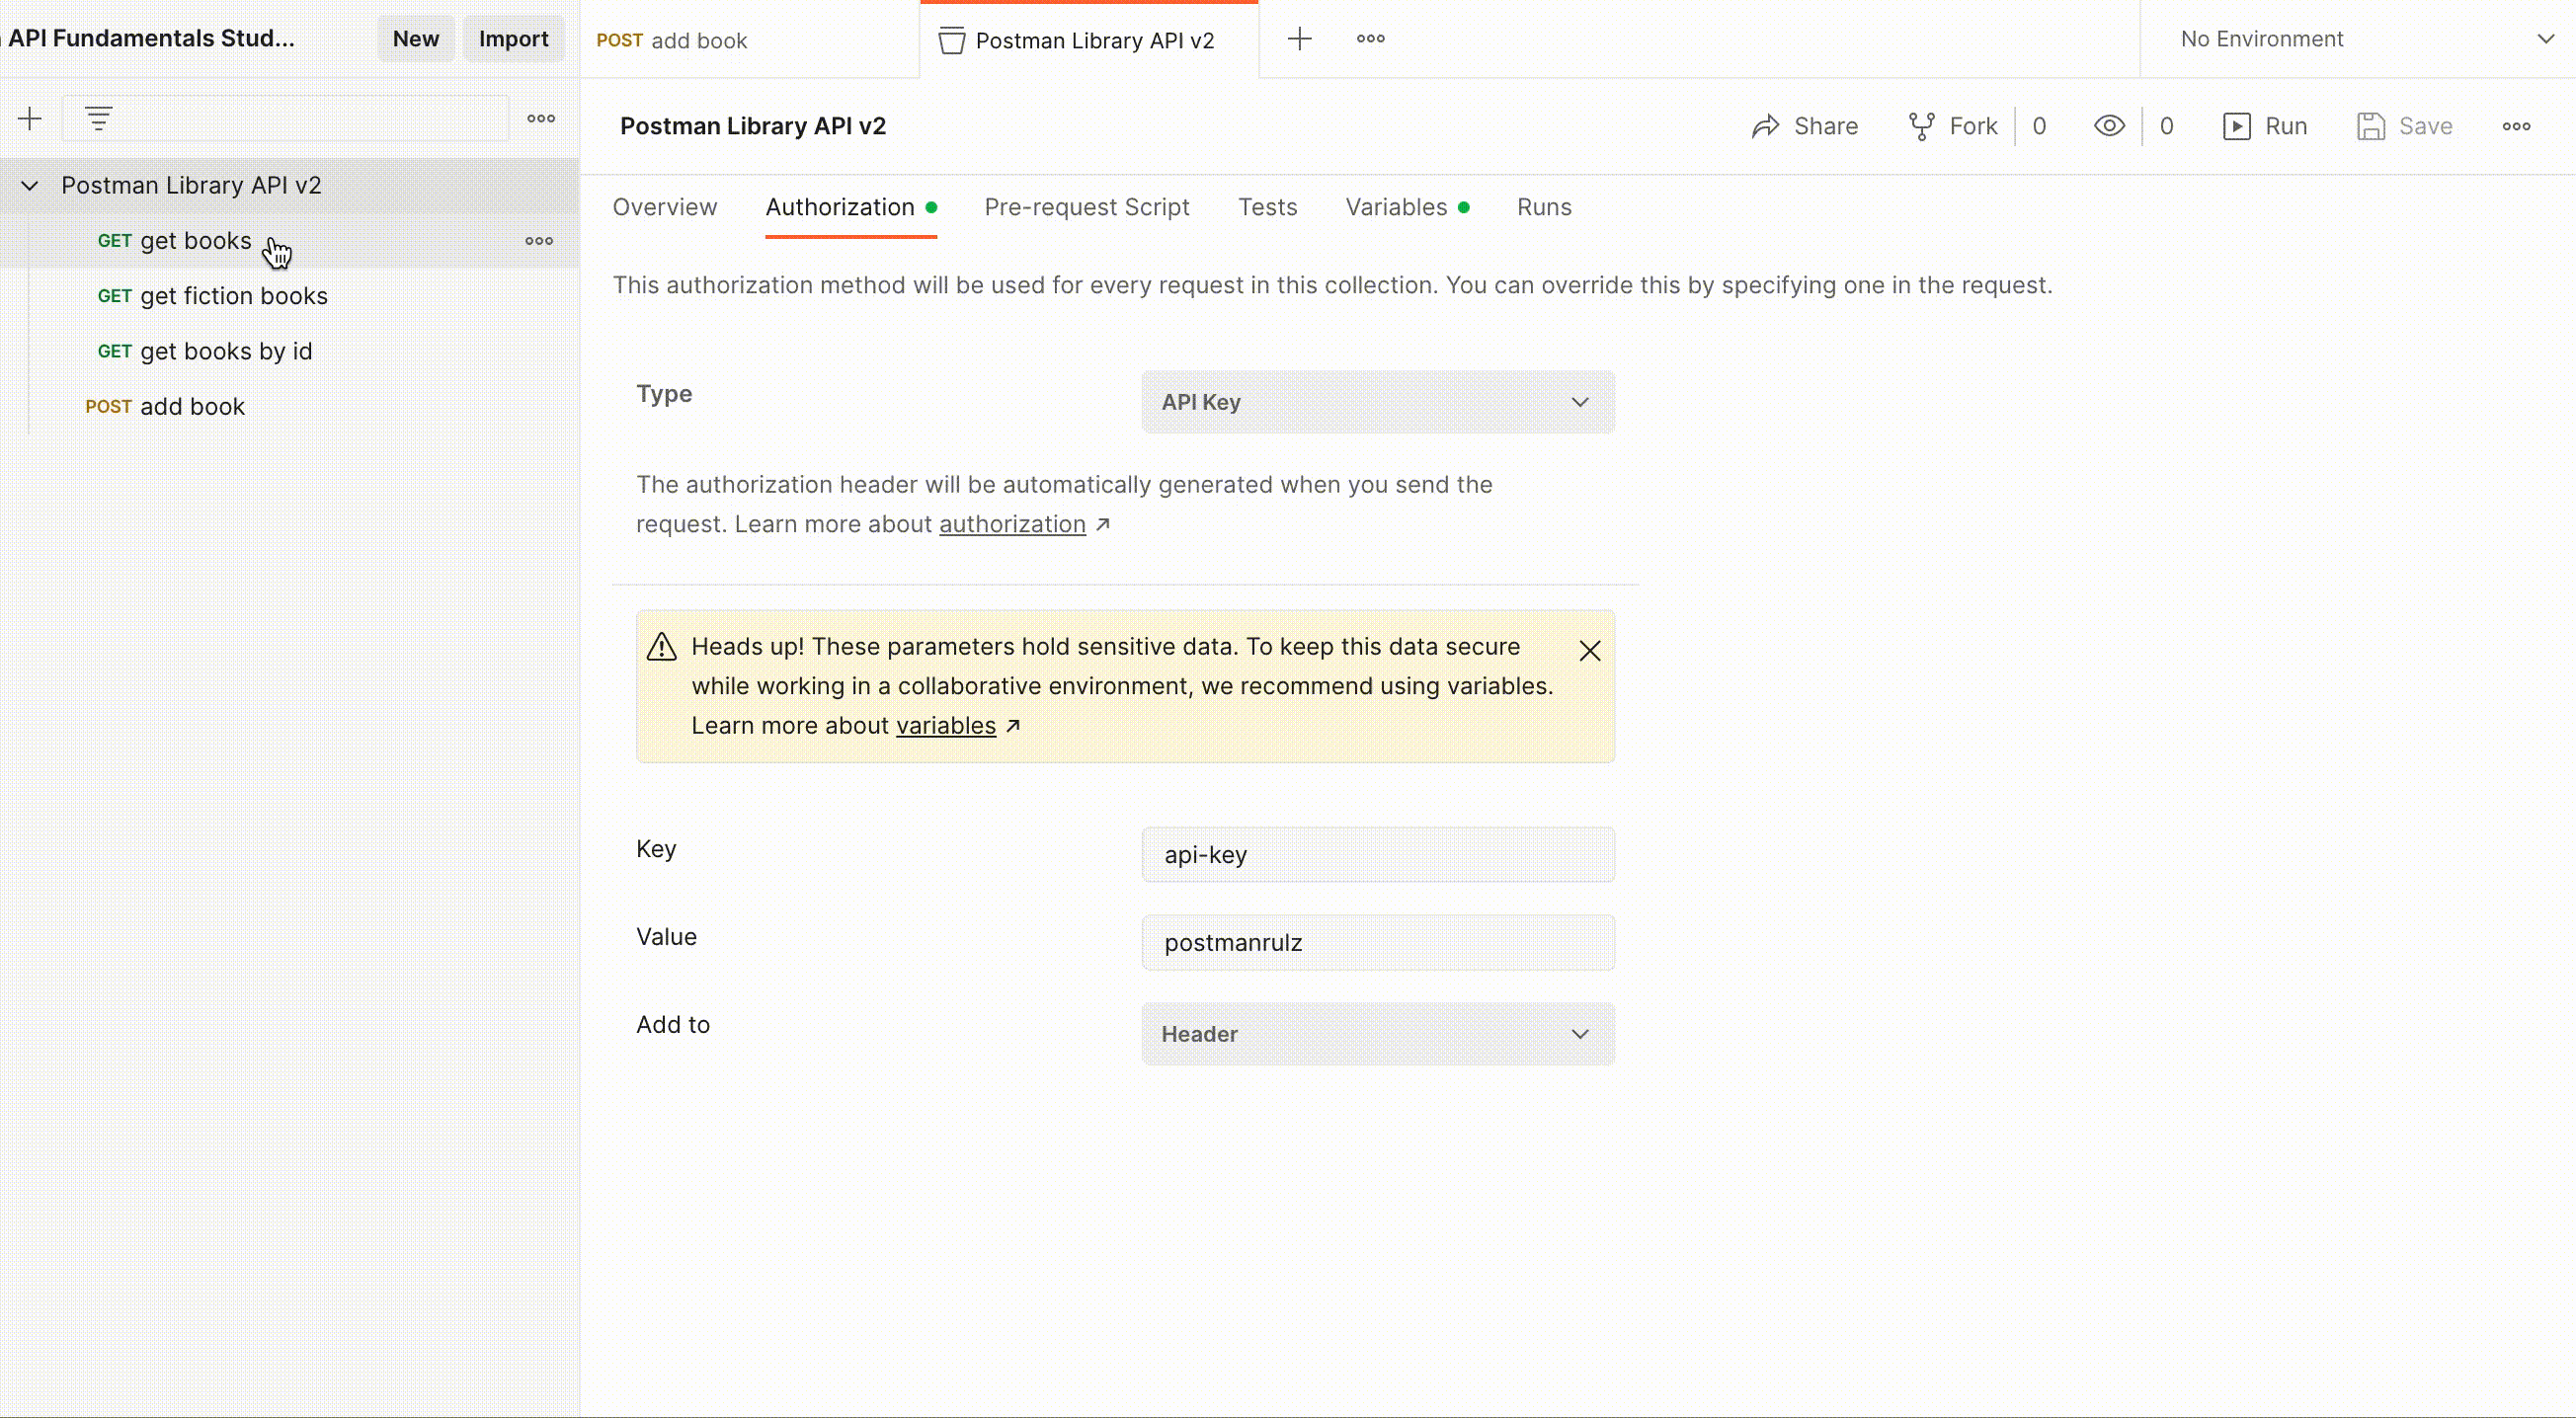 API Fundamentals Stud... New Import
POST add book Postman Library API v2 No Environment
Postman Library API v2 Share Fork 0 0 Run Save
Postman Library API v2
GET get books
GET get fiction books
GET get books by id
POST add book
Overview Authorization Pre-request Script Tests Variables Runs
This authorization method will be used for every request in this collection. You can override this by specifying one in the request.
Type API Key
The authorization header will be automatically generated when you send the
request. Learn more about authorization ↗
Heads up! These parameters hold sensitive data. To keep this data secure
while working in a collaborative environment, we recommend using variables.
Learn more about variables ↗
Key api-key
Value postmanrulz
Add to Header